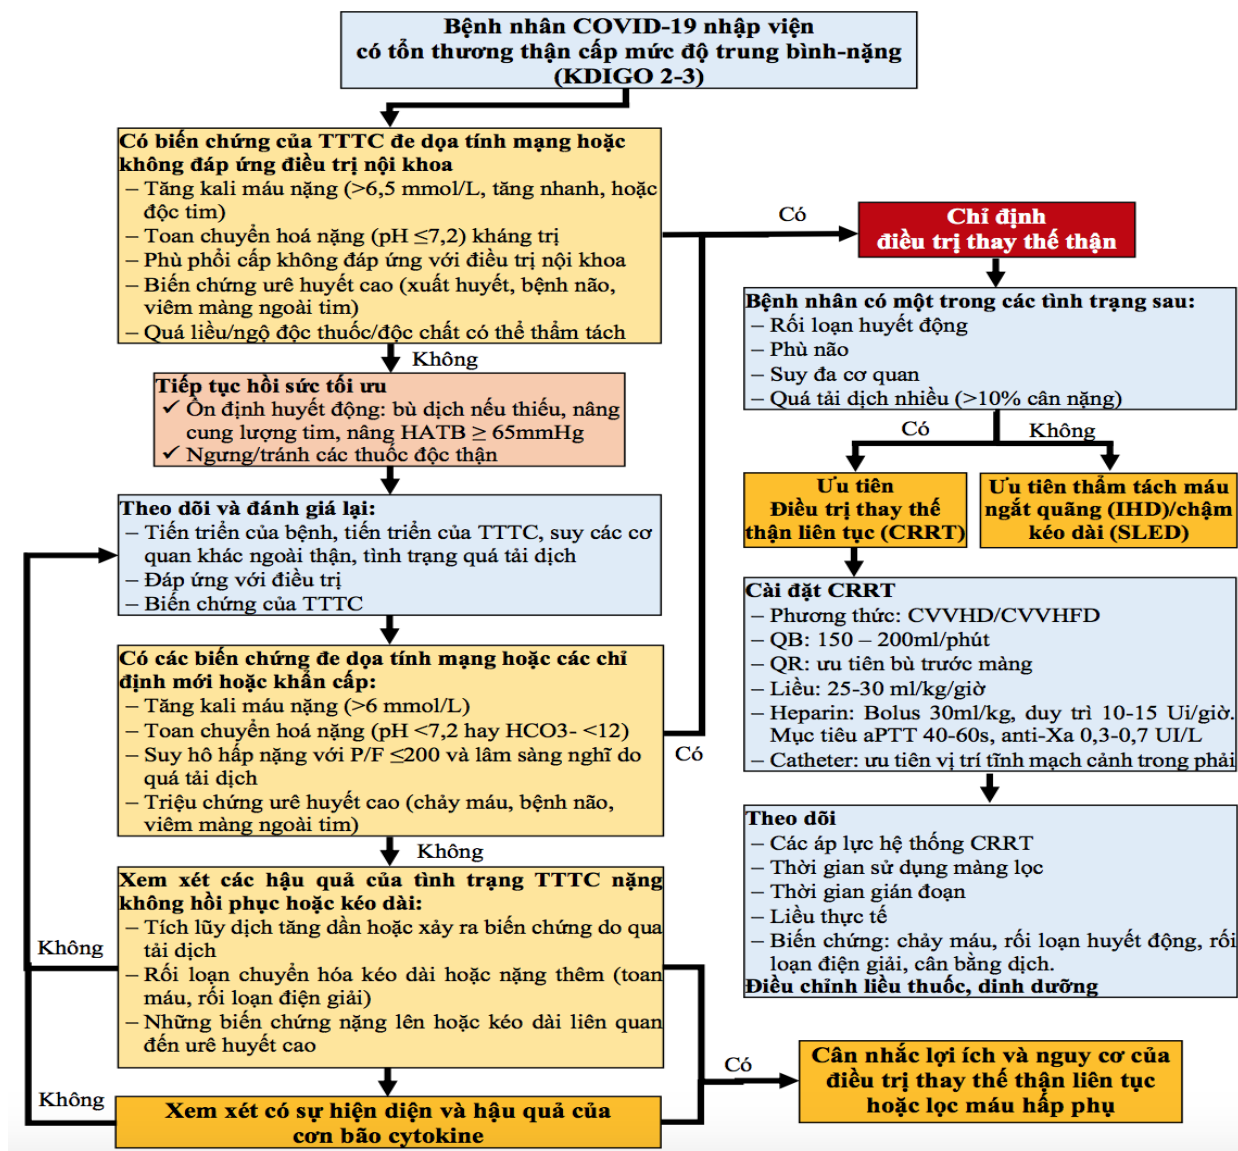 Bệnh nhân COVID-19 nhập viện
có tổn thương thận cấp mức độ trung bình-nặng
(KDIGO 2-3)
Có biến chứng của TTTC đe dọa tính mạng hoặc
không đáp ứng điều trị nội khoa
– Tăng kali máu nặng (>6,5 mmol/L, tăng nhanh, hoặc
độc tim)
– Toan chuyển hoá nặng (pH ≤7,2) kháng trị
– Phù phổi cấp không đáp ứng với điều trị nội khoa
– Biến chứng urê huyết cao (xuất huyết, bệnh não,
viêm màng ngoài tim)
– Quá liều/ngộ độc thuốc/độc chất có thể thẩm tách
Không
Tiếp tục hồi sức tối ưu
✓ Ổn định huyết động: bù dịch nếu thiếu, nâng
cung lượng tim, nâng HATB ≥ 65mmHg
✓ Ngưng/tránh các thuốc độc thận
Theo dõi và đánh giá lại:
– Tiến triển của bệnh, tiến triển của TTTC, suy các cơ
quan khác ngoài thận, tình trạng quá tải dịch
– Đáp ứng với điều trị
– Biến chứng của TTTC
Có các biến chứng đe dọa tính mạng hoặc các chỉ
định mới hoặc khẩn cấp:
– Tăng kali máu nặng (>6 mmol/L)
– Toan chuyển hoá nặng (pH <7,2 hay HCO3- <12)
– Suy hô hấp nặng với P/F ≤200 và lâm sàng nghĩ do
quá tải dịch
– Triệu chứng urê huyết cao (chảy máu, bệnh não,
viêm màng ngoài tim)
Có
Không
Xem xét các hậu quả của tình trạng TTTC nặng
không hồi phục hoặc kéo dài:
– Tích lũy dịch tăng dần hoặc xảy ra biến chứng do qua
tải dịch
– Rối loạn chuyển hóa kéo dài hoặc nặng thêm (toan
máu, rối loạn điện giải)
– Những biến chứng nặng lên hoặc kéo dài liên quan
đến urê huyết cao
Không
Xem xét có sự hiện diện và hậu quả của
cơn bão cytokine
Không
Có
Chỉ định
điều trị thay thế thận
Bệnh nhân có một trong các tình trạng sau:
– Rối loạn huyết động
– Phù não
– Suy đa cơ quan
– Quá tải dịch nhiều (>10% cân nặng)
Có
Không
Ưu tiên
Điều trị thay thế
thận liên tục (CRRT)
Ưu tiên thẩm tách máu
ngắt quãng (IHD)/chậm
kéo dài (SLED)
Cài đặt CRRT
– Phương thức: CVVHD/CVVHFD
– QB: 150 – 200ml/phút
– QR: ưu tiên bù trước màng
– Liều: 25-30 ml/kg/giờ
– Heparin: Bolus 30ml/kg, duy trì 10-15 Ui/giờ.
Mục tiêu aPTT 40-60s, anti-Xa 0,3-0,7 UI/L
– Catheter: ưu tiên vị trí tĩnh mạch cảnh trong phải
Theo dõi
– Các áp lực hệ thống CRRT
– Thời gian sử dụng màng lọc
– Thời gian gián đoạn
– Liều thực tế
– Biến chứng: chảy máu, rối loạn huyết động, rối
loạn điện giải, cân bằng dịch.
Điều chỉnh liều thuốc, dinh dưỡng
Có
Cân nhắc lợi ích và nguy cơ của
điều trị thay thế thận liên tục
hoặc lọc máu hấp phụ